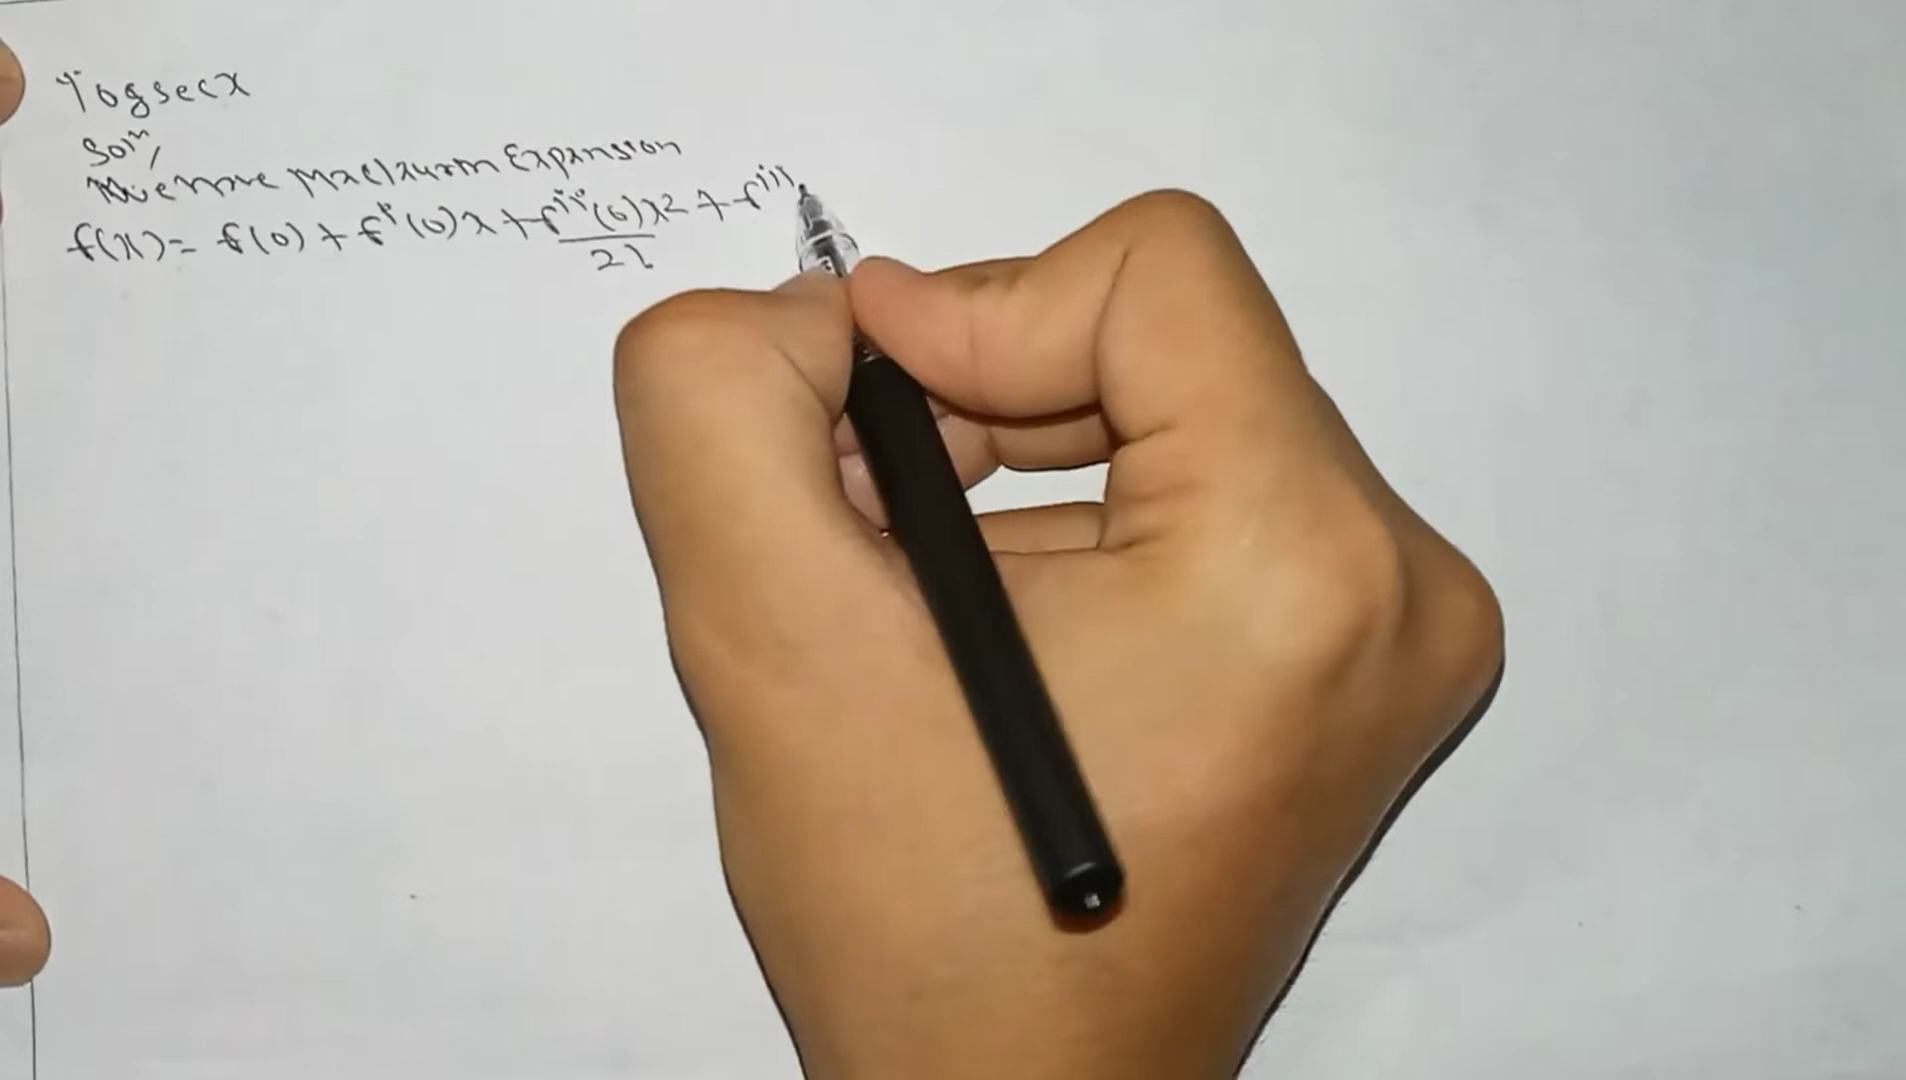 logsecx
Soln,
We have Maclaurin Expansion
f(x) = f(0) + f'(0)x + f''(0)x² / 2! + f'''